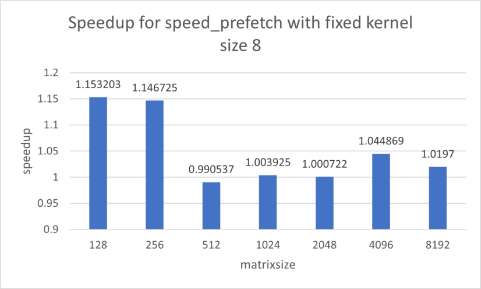 Speedup for speed_prefetch with fixed kernel
size 8
1.2
1.153203
1.146725
1.15
1.1
1.044869
1.05
1.003925
1.000722
1.0197
0.990537
1
0.95
0.9
speedup
128 256 512 1024 2048 4096 8192
matrixsize